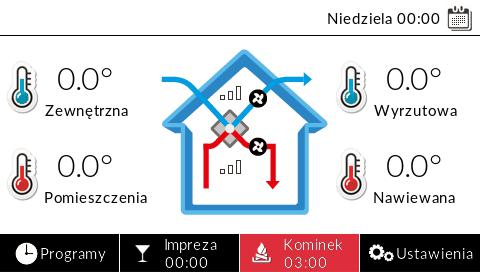 Niedziela 00:00
0.0°
Zewnętrzna
0.0°
Wyrzutowa
0.0°
Pomieszczenia
0.0°
Nawiewana
Programy
Impreza
00:00
Kominek
03:00
Ustawienia